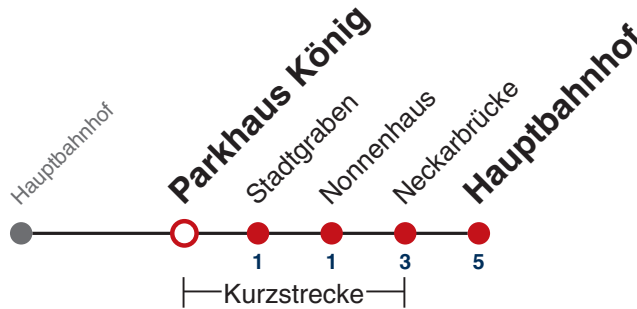 Hauptbahnhof
Parkhaus König
Stadtgraben
Nonnenhaus
Neckarbrücke
Hauptbahnhof
1 1 3 5
Kurzstrecke